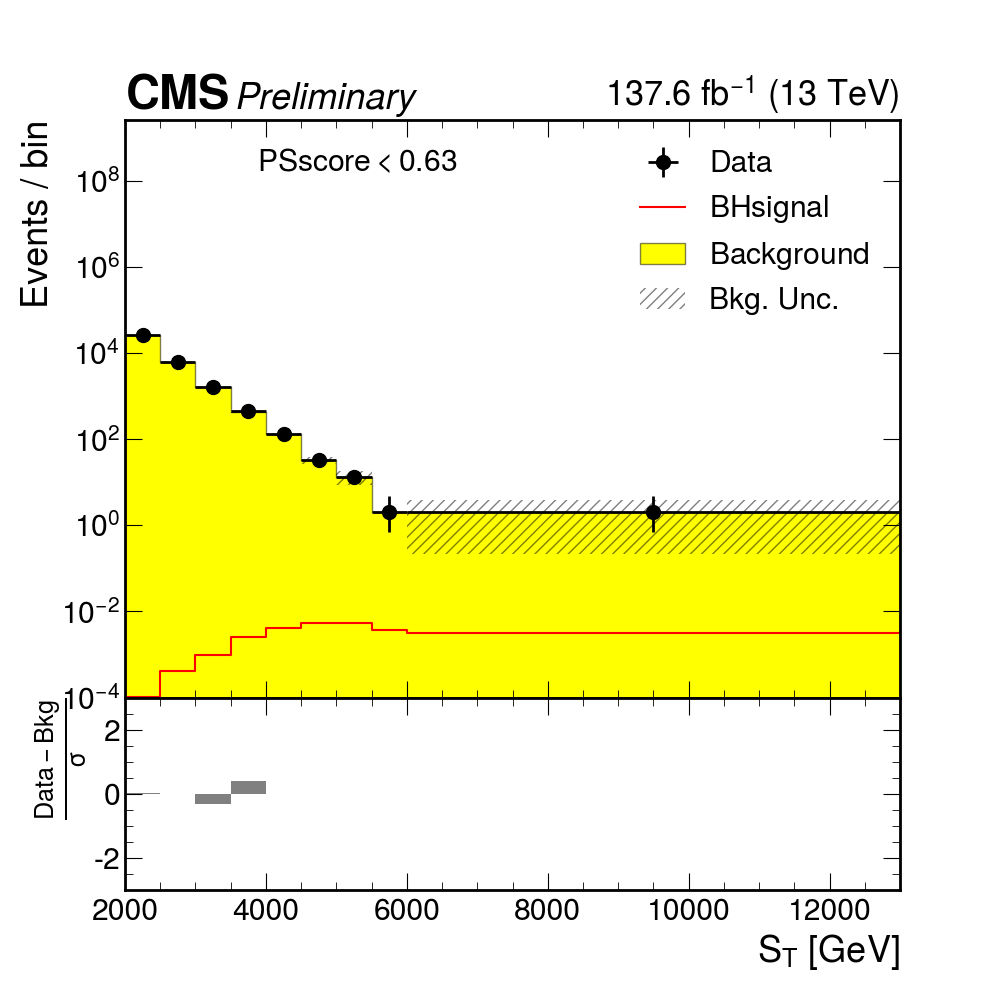 CMS Preliminary 137.6 fb⁻¹ (13 TeV)
Events / bin
PSscore < 0.63
Data
BHsignal
Background
Bkg. Unc.
10⁸
10⁶
10⁴
10²
10⁰
10⁻²
10⁻⁴
Data – Bkg
σ
2
0
-2
2000 4000 6000 8000 10000 12000
S_T [GeV]